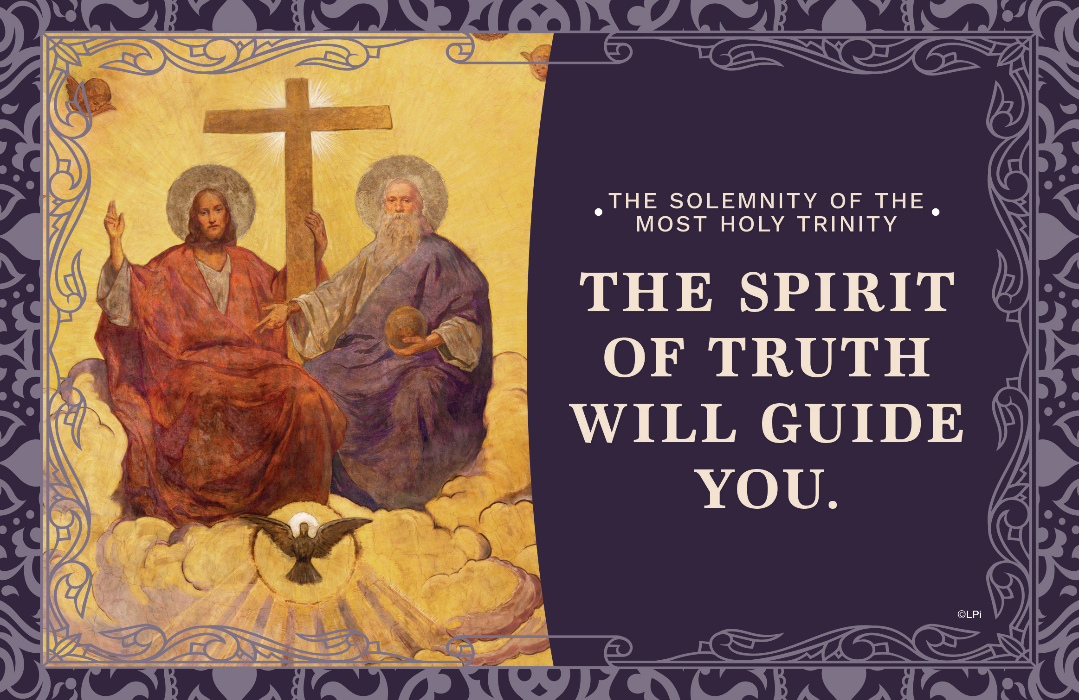 THE SOLEMNITY OF THE
MOST HOLY TRINITY
THE SPIRIT
OF TRUTH
WILL GUIDE
YOU.
©LPi